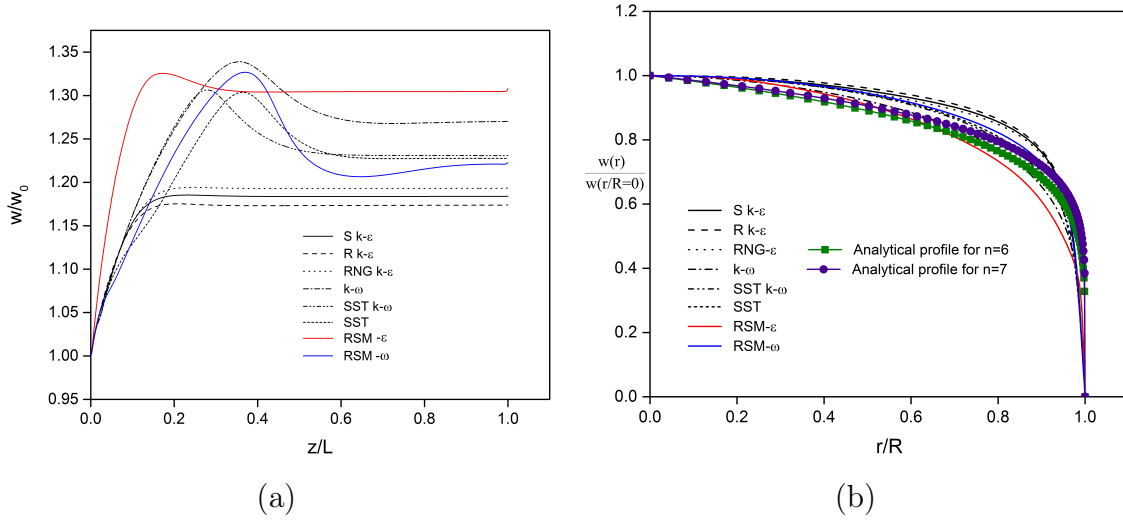 1.35
1.30
1.25
1.20
1.15
1.10
1.05
1.00
0.95
w/w0
0.0
0.2
0.4
0.6
0.8
1.0
z/L
S k-ε
R k-ε
RNG k-ε
k-ω
SST k-ω
SST
RSM -ε
RSM -ω
(a)
1.2
1.0
0.8
0.6
0.4
0.2
0.0
w(r)
w(r/R=0)
0.0
0.2
0.4
0.6
0.8
1.0
r/R
S k-ε
R k-ε
RNG-ε
k-ω
SST k-ω
SST
RSM-ε
RSM-ω
Analytical profile for n=6
Analytical profile for n=7
(b)